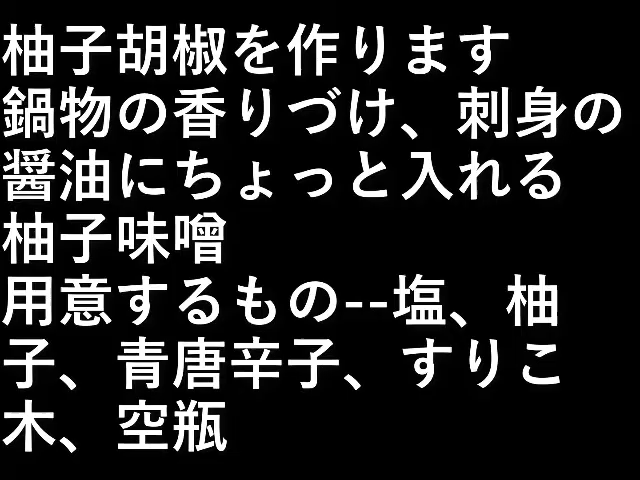 柚子胡椒を作ります
鍋物の香りづけ、刺身の
醤油にちょっと入れる
柚子味噌
用意するもの--塩、柚
子、青唐辛子、すりこ
木、空瓶